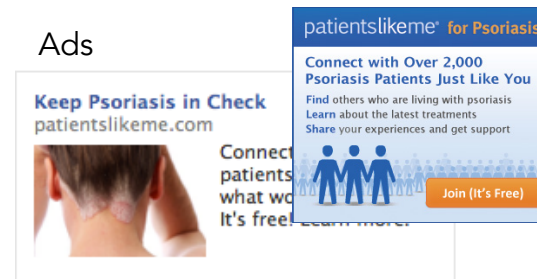 Ads
Keep Psoriasis in Check
patientslikeme.com
Connect
patients
It's free! Learn more.
patientslikeme® for Psoriasis
Connect with Over 2,000
Psoriasis Patients Just Like You
Find others who are living with psoriasis
Learn about the latest treatments
Share your experiences and get support
Join (It's Free)